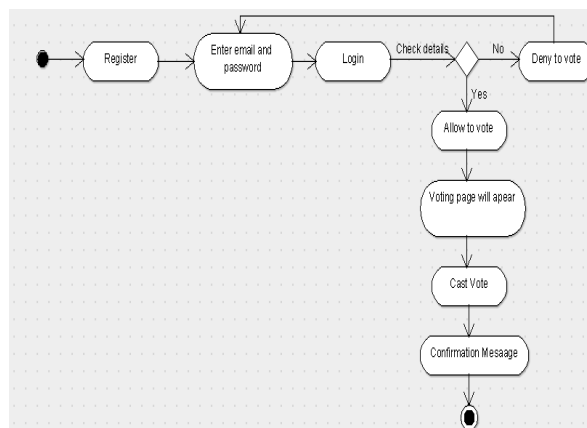 Register
Enter email and
password
Login
Check details
No
Deny to vote
Yes
Allow to vote
Voting page will apear
Cast Vote
Confirmation Mesaage